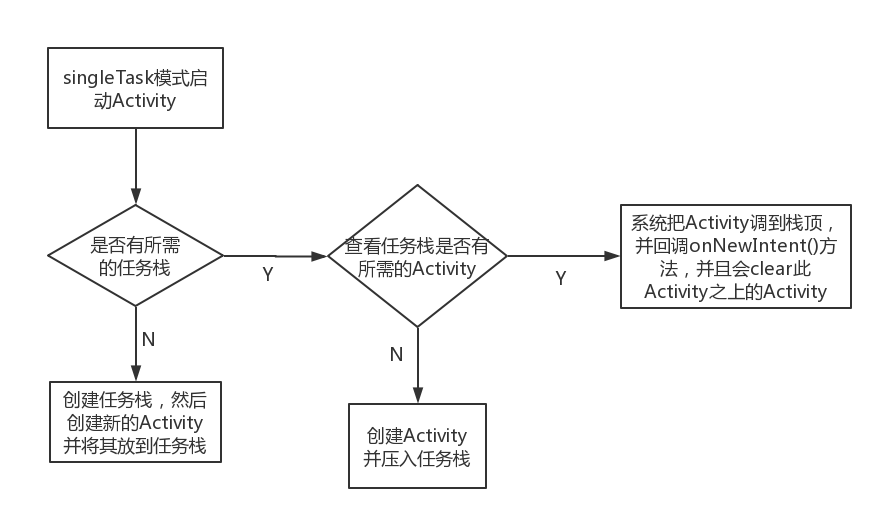 singleTask模式启
动Activity
是否有所需
的任务栈
Y
查看任务栈是否有
所需的Activity
Y
系统把Activity调到栈顶，
并回调onNewIntent()方
法，并且会clear此
Activity之上的Activity
N
创建任务栈，然后
创建新的Activity
并将其放到任务栈
N
创建Activity
并压入任务栈